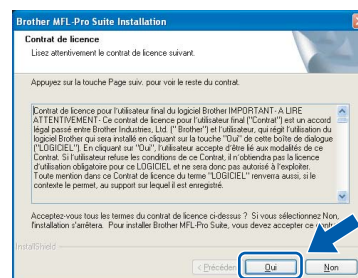 Brother MFL-Pro Suite Installation
Contrat de licence
Lisez attentivement le contrat de licence suivant.
Appuyez sur la touche Page suiv. pour voir le reste du contrat.
Contrat de licence pour l'utilisateur final du logiciel Brother IMPORTANT- A LIRE
ATTENTIVEMENT- Ce contrat de licence pour l'utilisateur final ("Contrat") est un accord
légal passé entre Brother Industries, Ltd. (" Brother") et l'utilisateur, qui régit l'utilisation du
logiciel Brother qui sera installé en cliquant sur la touche "Oui" de cette boîte de dialogue
("LOGICIEL"). En cliquant sur "Oui", l'utilisateur accepte d'être lié aux modalités de ce
Contrat. Si l'utilisateur refuse les conditions de ce Contrat, il n'obtendra pas la licence
d'utilisation obligatoire pour ce LOGICIEL et ne sera donc pas autorisé à l'exploiter.
Toute mention dans ce Contrat de licence du terme "LOGICIEL" renverra aussi, si le
contexte le permet, au support sur lequel il est enregistré.
Acceptez-vous tous les termes du contrat de licence ci-dessus ? Si vous sélectionnez Non,
l'installation s'arrêtera. Pour installer Brother MFL-Pro Suite, vous devez accepter ce
InstallShield
< Précéden
Oui
Non